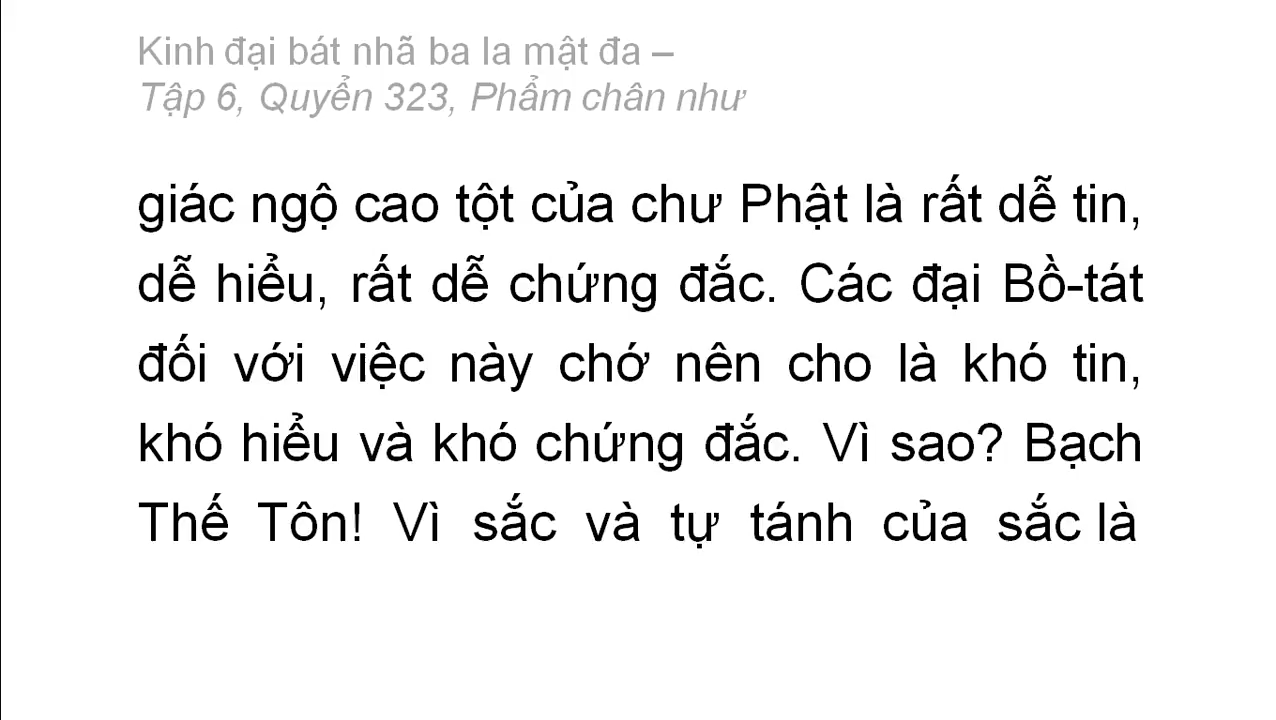 Kinh đại bát nhã ba la mật đa –
Tập 6, Quyển 323, Phẩm chân như
giác ngộ cao tột của chư Phật là rất dễ tin,
dễ hiểu, rất dễ chứng đắc. Các đại Bồ-tát
đối với việc này chớ nên cho là khó tin,
khó hiểu và khó chứng đắc. Vì sao? Bạch
Thế Tôn! Vì sắc và tự tánh của sắc là